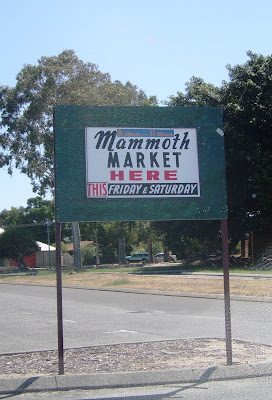 Mammoth
MARKET
HERE
THIS FRIDAY & SATURDAY